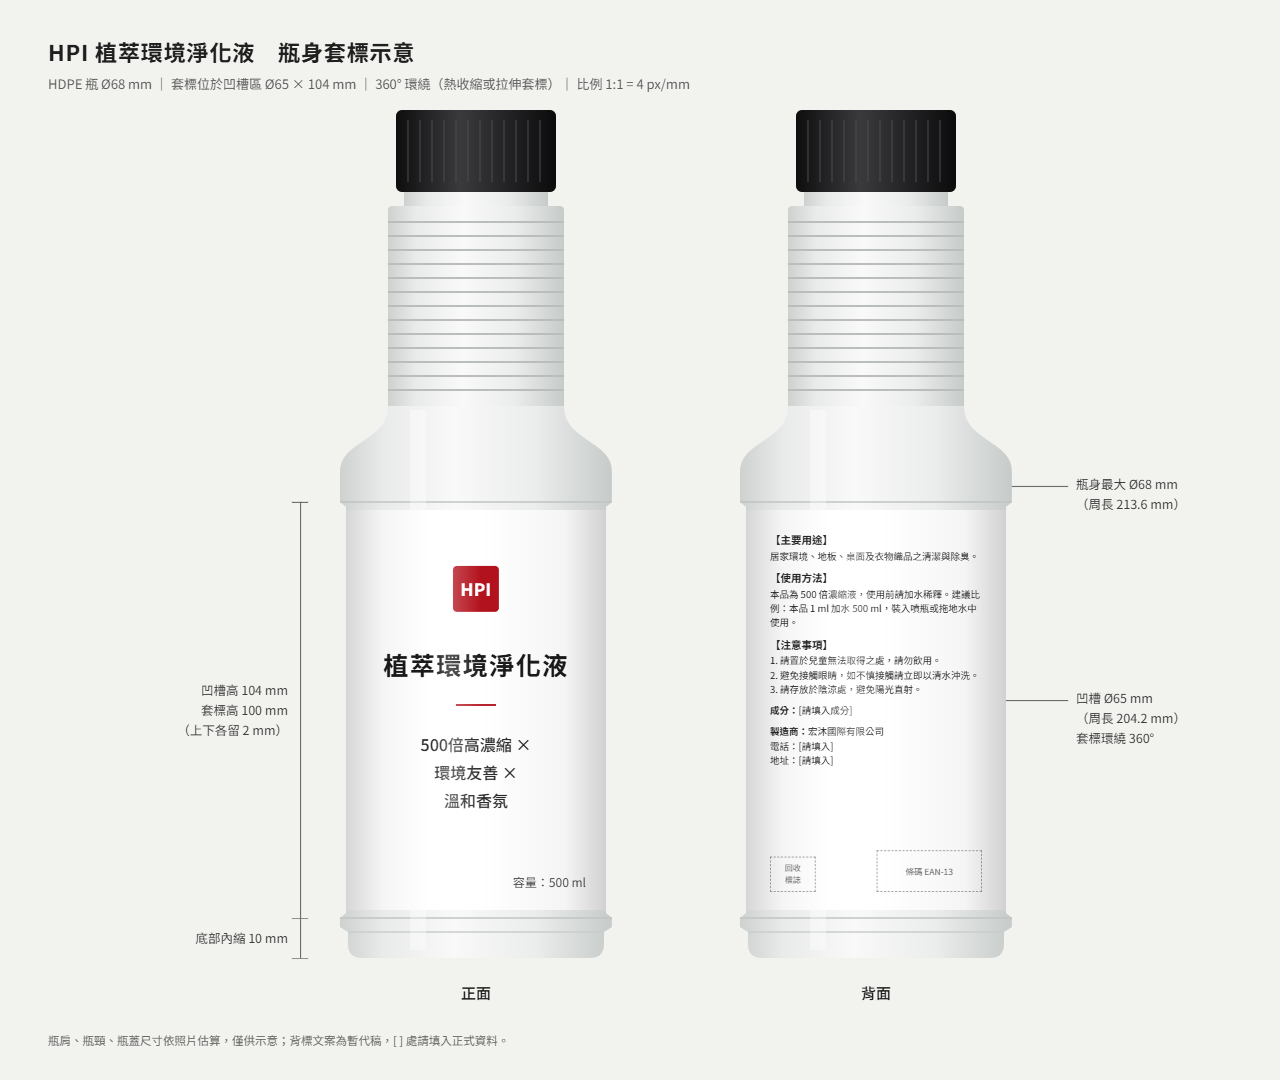 HPI 植萃環境淨化液　瓶身套標示意
HDPE 瓶 Ø68 mm ｜ 套標位於凹槽區 Ø65 × 104 mm ｜ 360° 環繞（熱收縮或拉伸套標）｜ 比例 1:1 = 4 px/mm
凹槽高 104 mm
套標高 100 mm
（上下各留 2 mm）
底部內縮 10 mm
HPI
植萃環境淨化液
500倍高濃縮 ×
環境友善 ×
溫和香氛
容量：500 ml
正面
【主要用途】
居家環境、地板、桌面及衣物織品之清潔與除臭。
【使用方法】
本品為 500 倍濃縮液，使用前請加水稀釋。建議比
例：本品 1 ml 加水 500 ml，裝入噴瓶或拖地水中
使用。
【注意事項】
1. 請置於兒童無法取得之處，請勿飲用。
2. 避免接觸眼睛，如不慎接觸請立即以清水沖洗。
3. 請存放於陰涼處，避免陽光直射。
成分：[請填入成分]
製造商：宏沐國際有限公司
電話：[請填入]
地址：[請填入]
回收
標誌
條碼 EAN-13
背面
瓶身最大 Ø68 mm
（周長 213.6 mm）
凹槽 Ø65 mm
（周長 204.2 mm）
套標環繞 360°
瓶肩、瓶頸、瓶蓋尺寸依照片估算，僅供示意；背標文案為暫代稿，[ ] 處請填入正式資料。